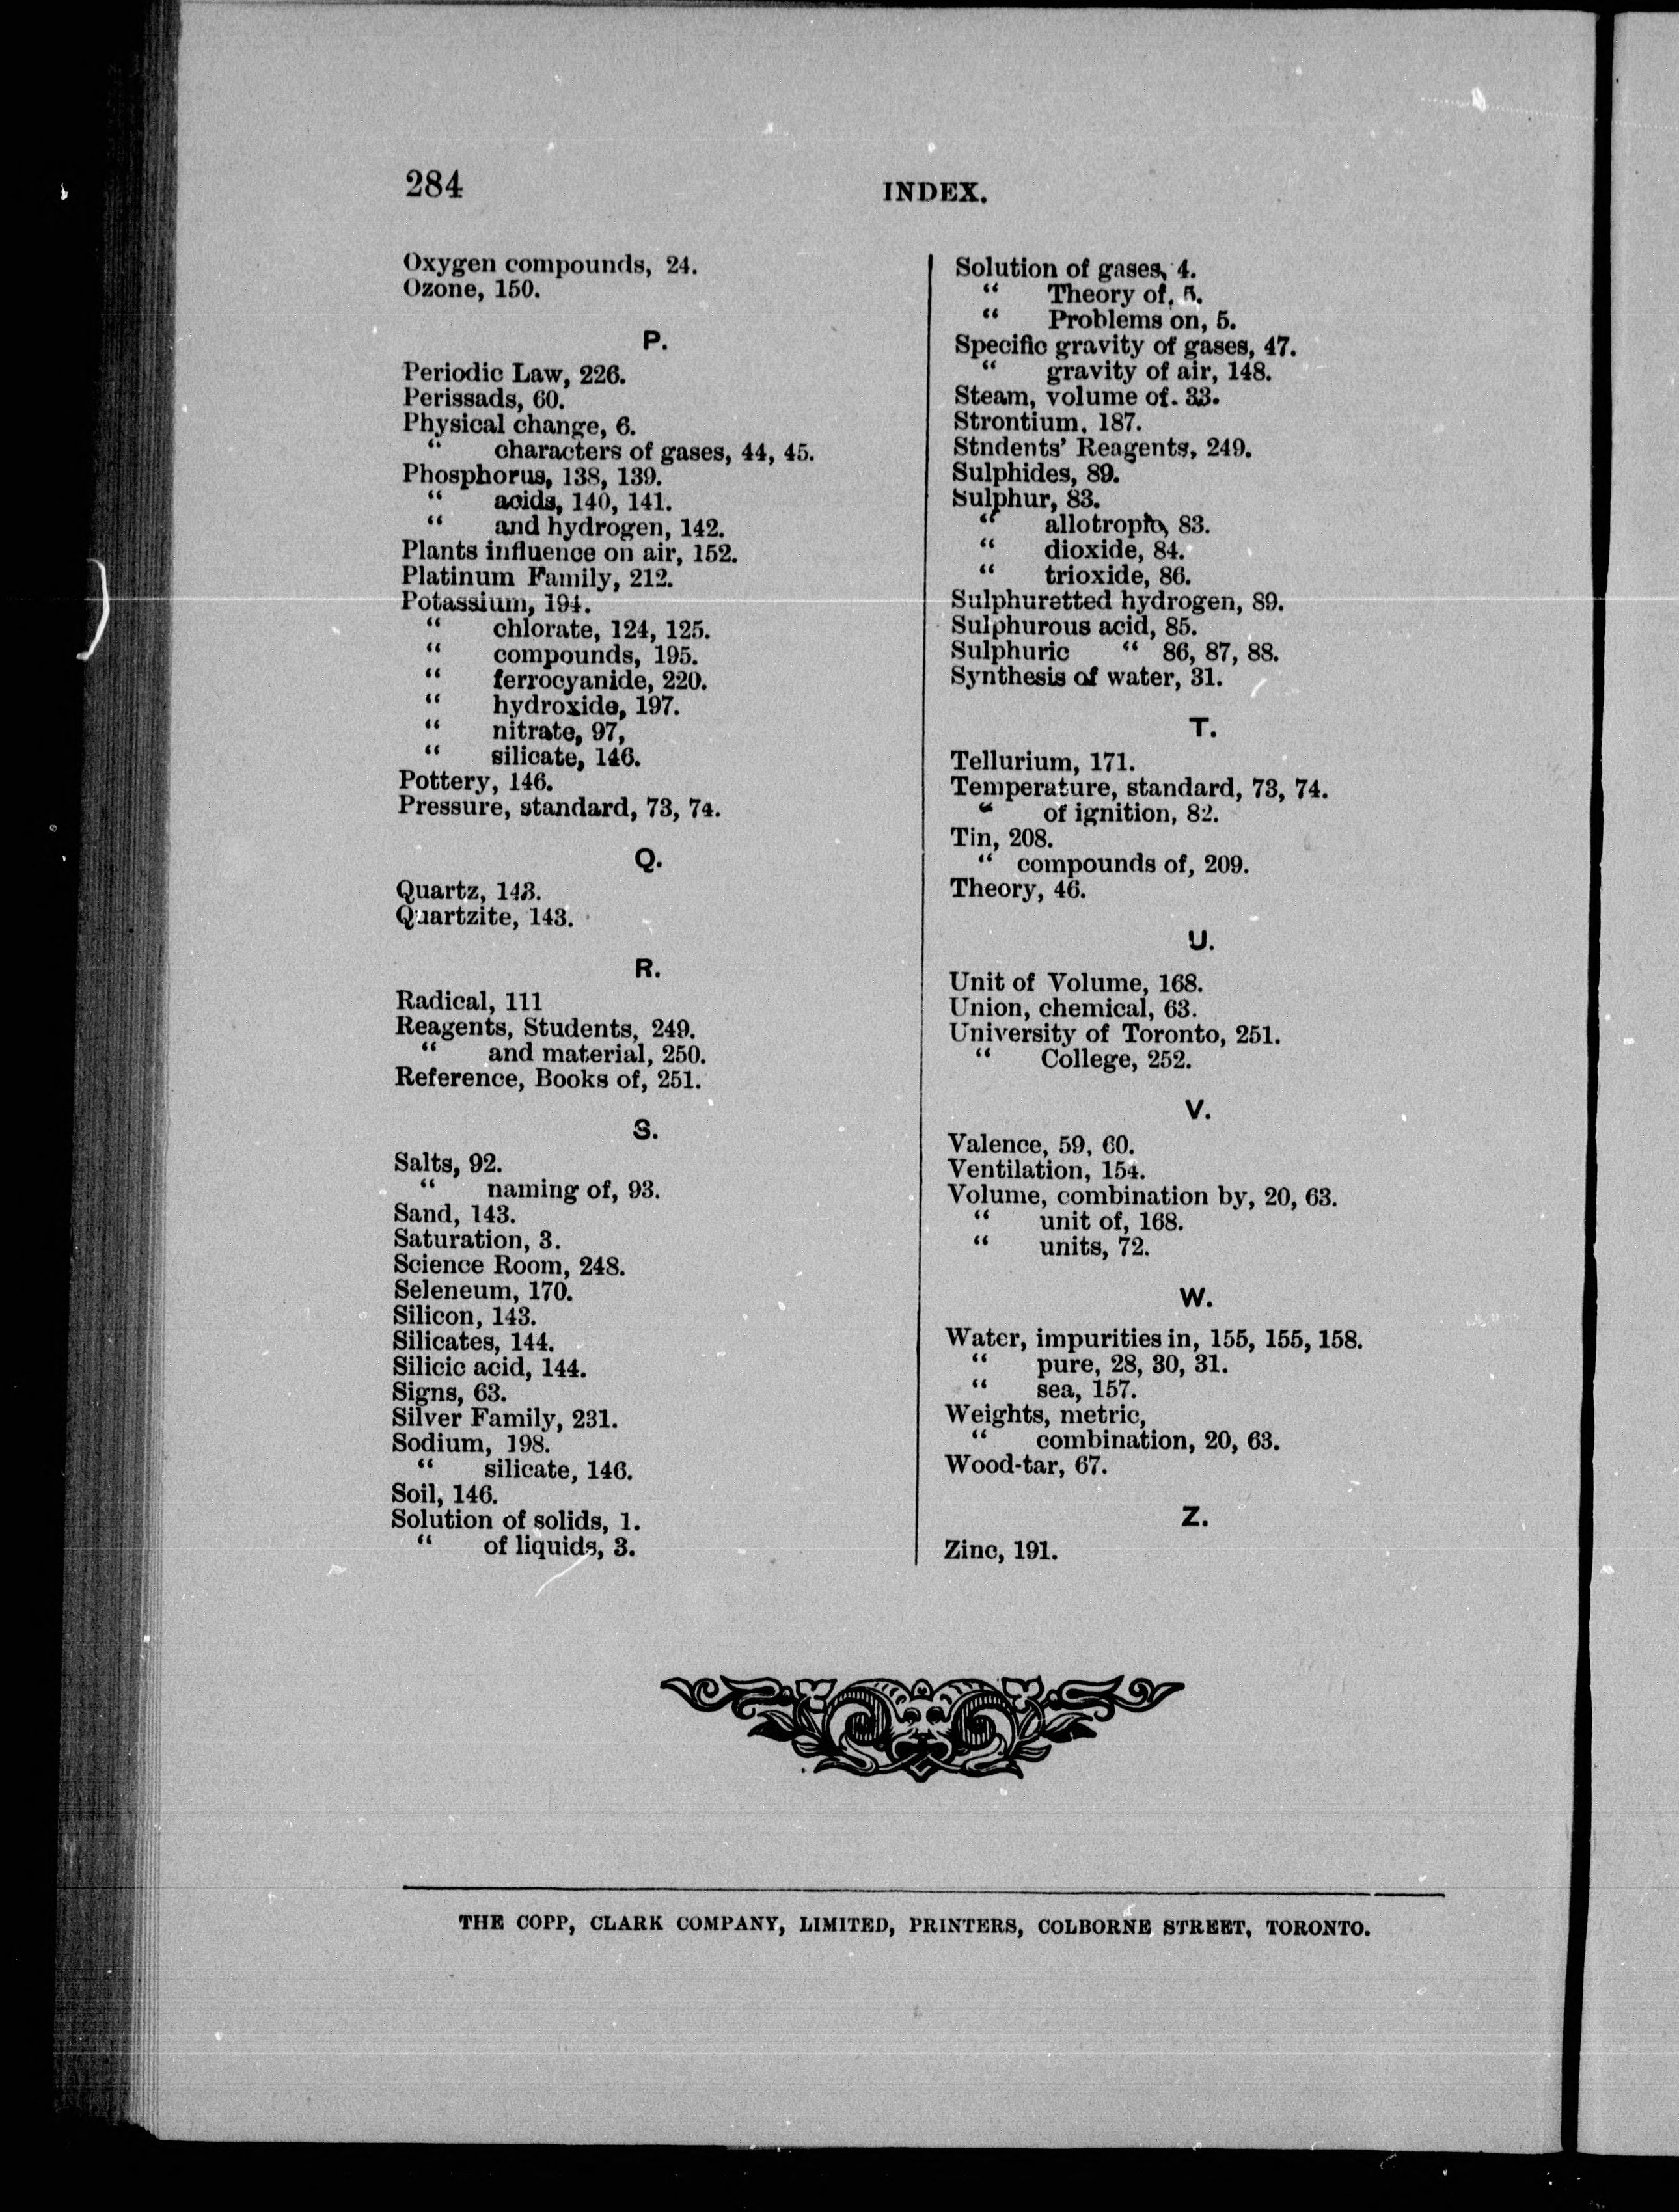 284
INDEX.
Oxygen compounds, 24.
Ozone, 150.
P.
Periodic Law, 226.
Perissads, 60.
Physical change, 6.
“ characters of gases, 44, 45.
Phosphorus, 138, 139.
“ acids, 140, 141.
“ and hydrogen, 142.
Plants influence on air, 152.
Platinum Family, 212.
Potassium, 194.
“ chlorate, 124, 125.
“ compounds, 195.
“ ferrocyanide, 220.
“ hydroxide, 197.
“ nitrate, 97,
“ silicate, 146.
Pottery, 146.
Pressure, standard, 73, 74.
Q.
Quartz, 143.
Quartzite, 143.
R.
Radical, 111
Reagents, Students, 249.
“ and material, 250.
Reference, Books of, 251.
S.
Salts, 92.
“ naming of, 93.
Sand, 143.
Saturation, 3.
Science Room, 248.
Seleneum, 170.
Silicon, 143.
Silicates, 144.
Silicic acid, 144.
Signs, 63.
Silver Family, 231.
Sodium, 198.
“ silicate, 146.
Soil, 146.
Solution of solids, 1.
“ of liquids, 3.
Solution of gases, 4.
“ Theory of, 5.
“ Problems on, 5.
Specific gravity of gases, 47.
“ gravity of air, 148.
Steam, volume of. 33.
Strontium, 187.
Stndents’ Reagents, 249.
Sulphides, 89.
Sulphur, 83.
“ allotropic, 83.
“ dioxide, 84.
“ trioxide, 86.
Sulphuretted hydrogen, 89.
Sulphurous acid, 85.
Sulphuric “ 86, 87, 88.
Synthesis of water, 31.
T.
Tellurium, 171.
Temperature, standard, 73, 74.
“ of ignition, 82.
Tin, 208.
“ compounds of, 209.
Theory, 46.
U.
Unit of Volume, 168.
Union, chemical, 63.
University of Toronto, 251.
“ College, 252.
V.
Valence, 59, 60.
Ventilation, 154.
Volume, combination by, 20, 63.
“ unit of, 168.
“ units, 72.
W.
Water, impurities in, 155, 155, 158.
“ pure, 28, 30, 31.
“ sea, 157.
Weights, metric,
“ combination, 20, 63.
Wood-tar, 67.
Z.
Zinc, 191.
THE COPP, CLARK COMPANY, LIMITED, PRINTERS, COLBORNE STREET, TORONTO.